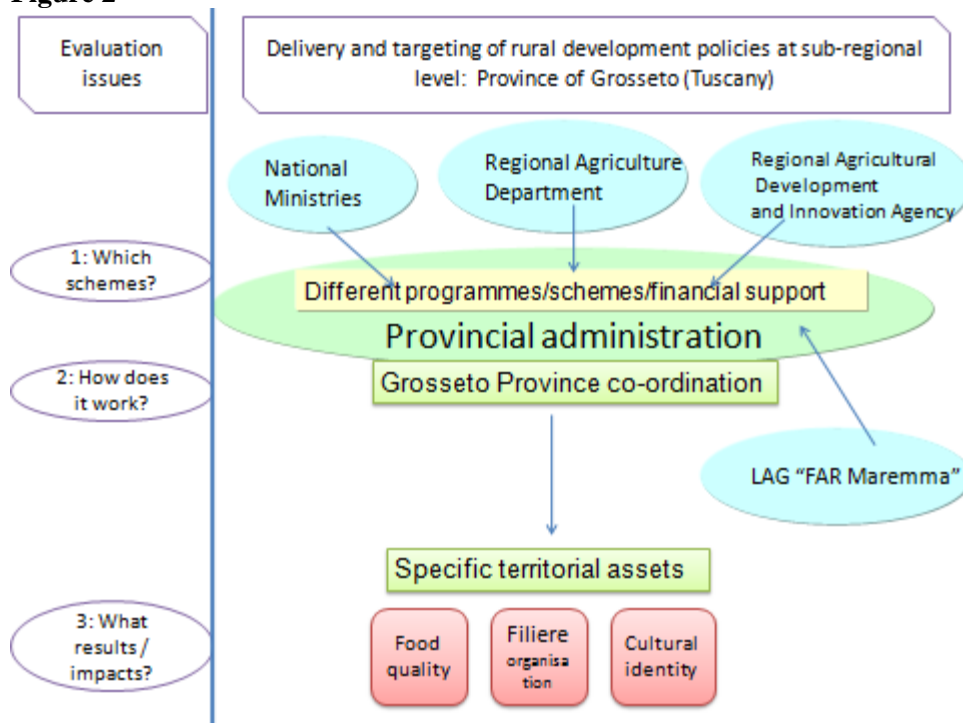 Figure 2
Evaluation
issues
Delivery and targeting of rural development policies at sub-regional
level: Province of Grosseto (Tuscany)
National
Ministries
Regional Agriculture
Department
Regional Agricultural
Development
and Innovation Agency
1: Which
schemes?
Different programmes/schemes/financial support
Provincial administration
2: How does
it work?
Grosseto Province co-ordination
LAG “FAR Maremma”
Specific territorial assets
3: What
results /
impacts?
Food
quality
Filiere
organisa
tion
Cultural
identity